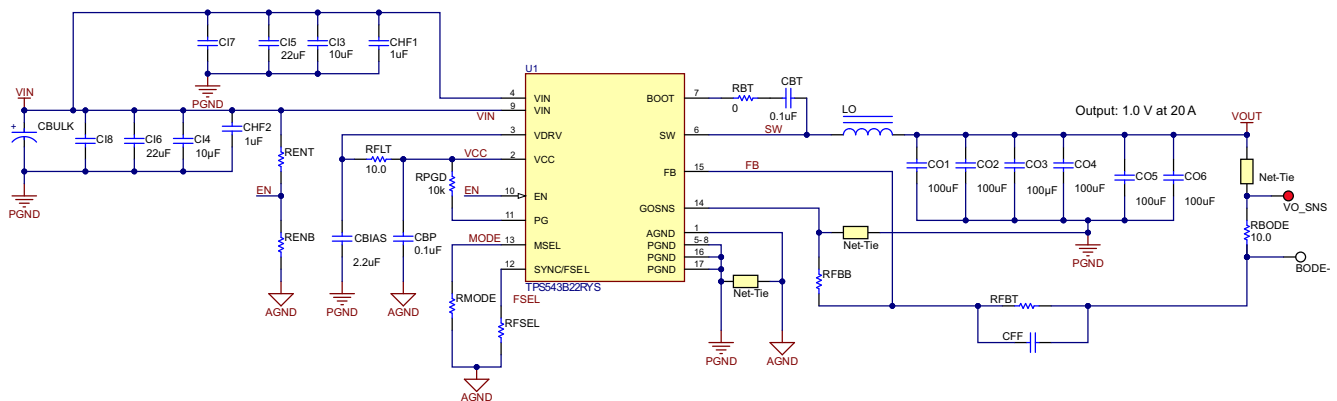 CI7
CI5
22uF
CI3
10uF
CHF1
1uF
PGND
VIN
+
CBULK
CI8
CI6
22uF
CI4
10µF
CHF2
1uF
PGND
RENT
EN
RENB
AGND
VIN
RFLT
10.0
VCC
RPGD
10k
EN
CBIAS
2.2uF
CBP
0.1uF
PGND
AGND
MODE
RMODE
FSEL
RFSEL
AGND
U1
4 VIN
9 VIN
3 VDRV
2 VCC
10 EN
11 PG
13 MSEL
12 SYNC/FSEL
BOOT 7
SW 6
FB 15
GOSNS 14
AGND 1
PGND 5-8
PGND 16
PGND 17
TPS543B22RYS
RBT
0
CBT
0.1uF
SW
LO
FB
Output: 1.0 V at 20 A
VOUT
CO1
100uF
CO2
100uF
CO3
100µF
CO4
100uF
CO5
100uF
CO6
100uF
PGND
Net-Tie
VO_SNS
RBODE
10.0
BODE-
Net-Tie
RFBB
RFBT
CFF
Net-Tie
PGND
AGND